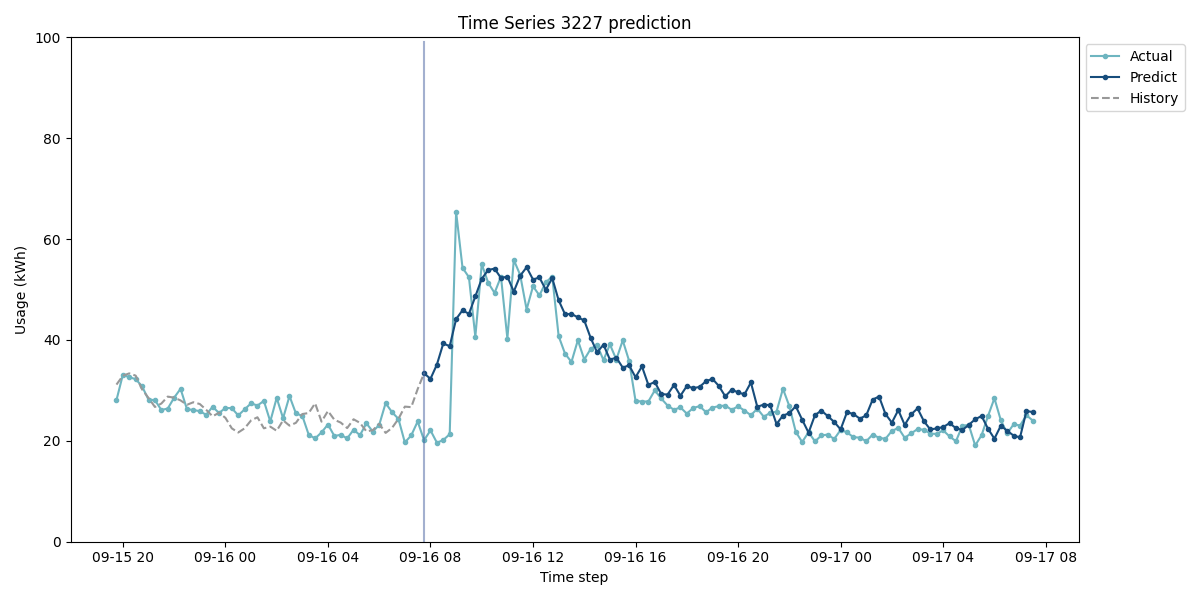 Time Series 3227 prediction
Usage (kWh)
100
80
60
40
20
0
09-15 20
09-16 00
09-16 04
09-16 08
09-16 12
09-16 16
09-16 20
09-17 00
09-17 04
09-17 08
Time step
Actual
Predict
History